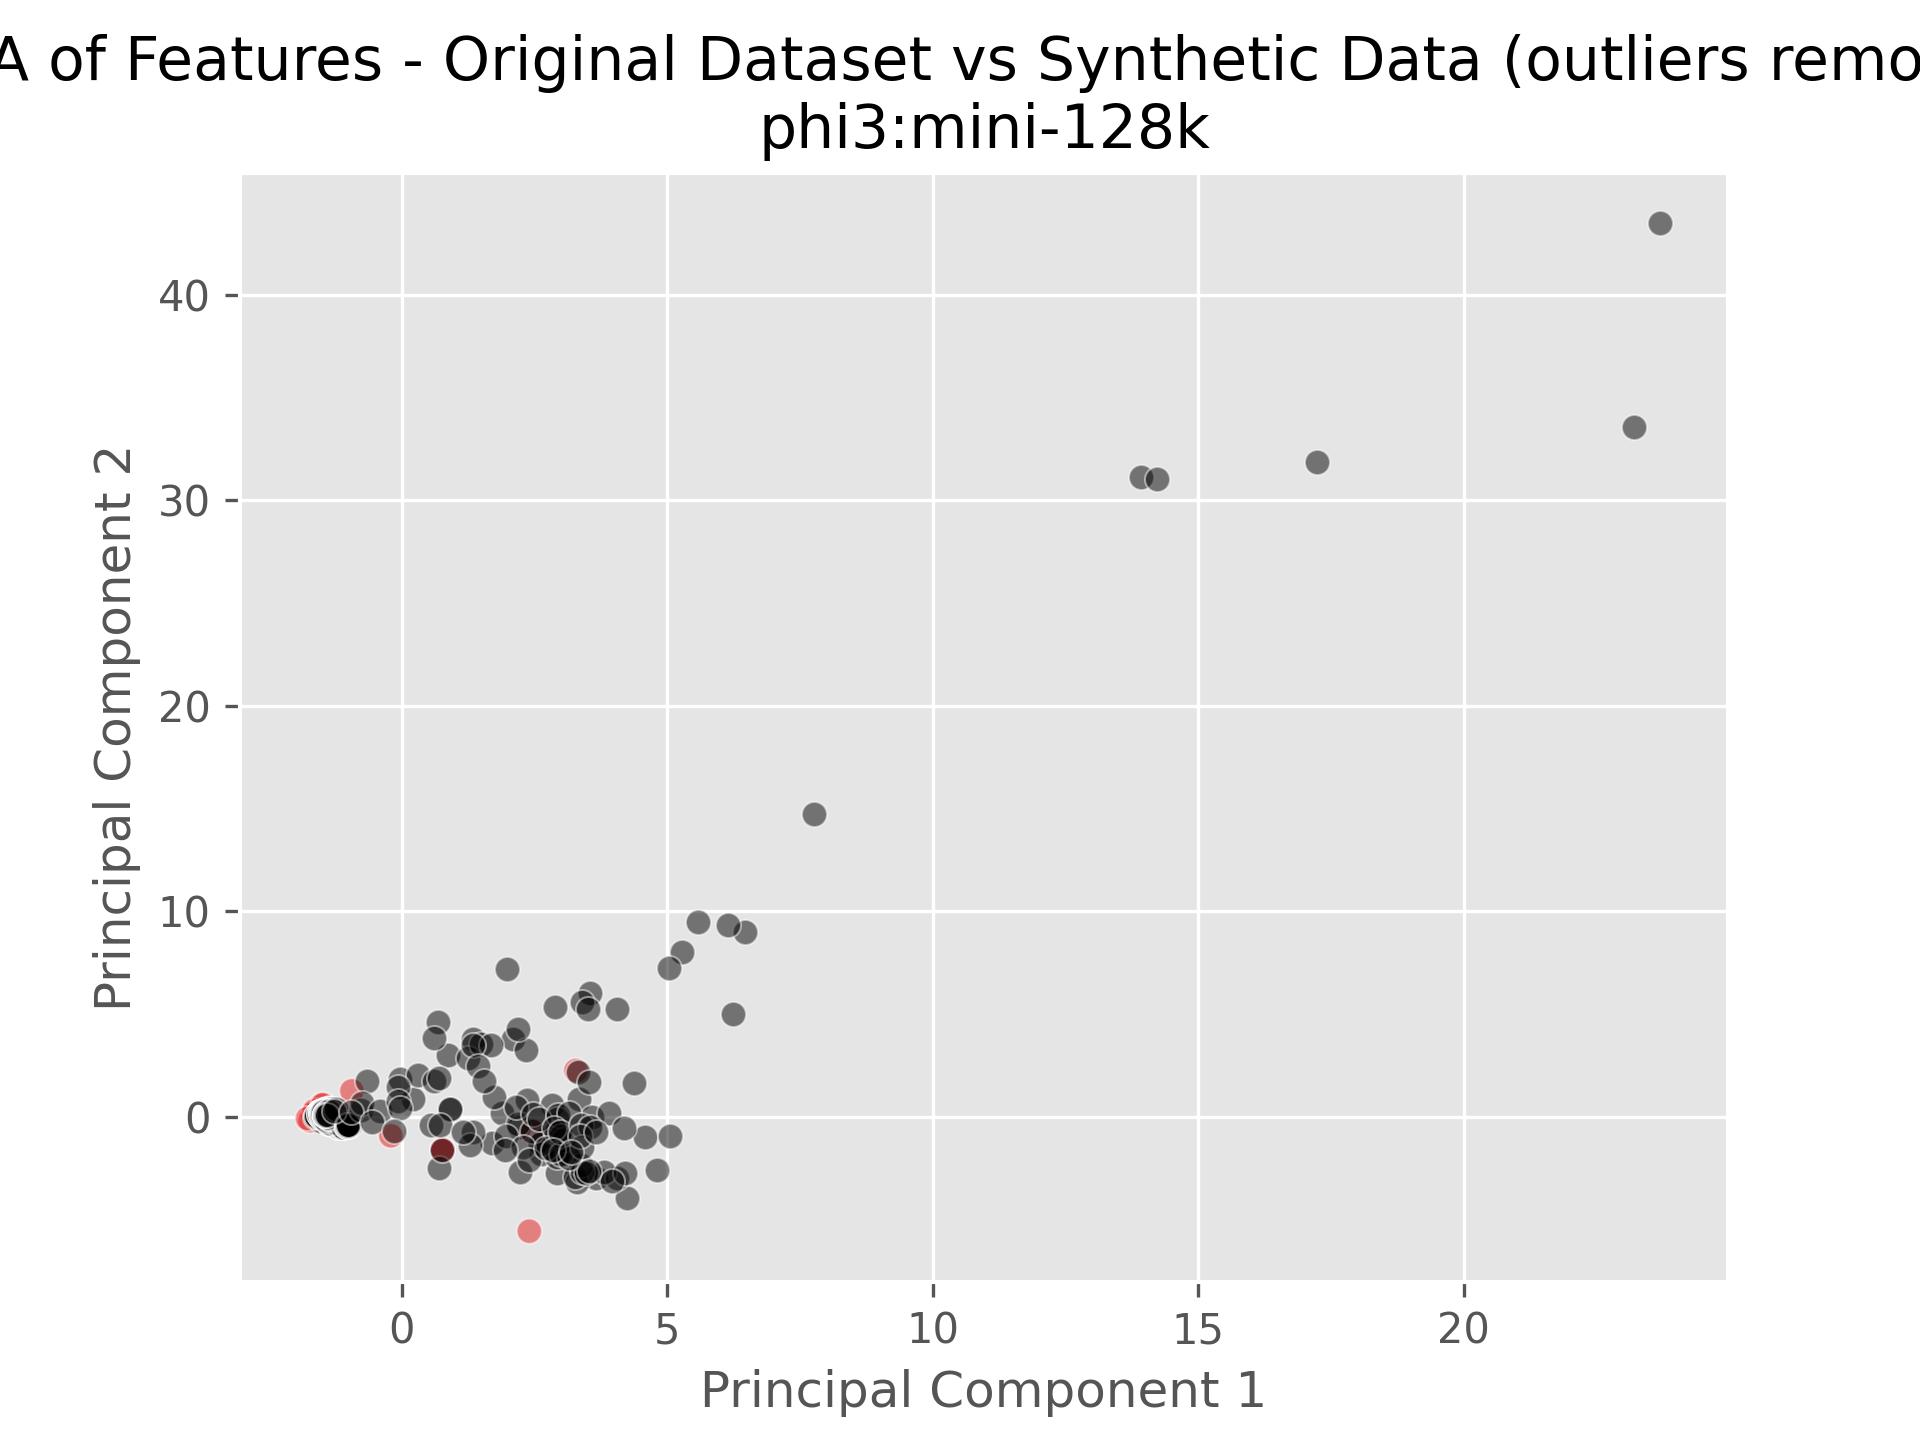 A of Features - Original Dataset vs Synthetic Data (outliers remo
phi3:mini-128k
Principal Component 2
40
30
20
10
0
0
5
10
15
20
Principal Component 1